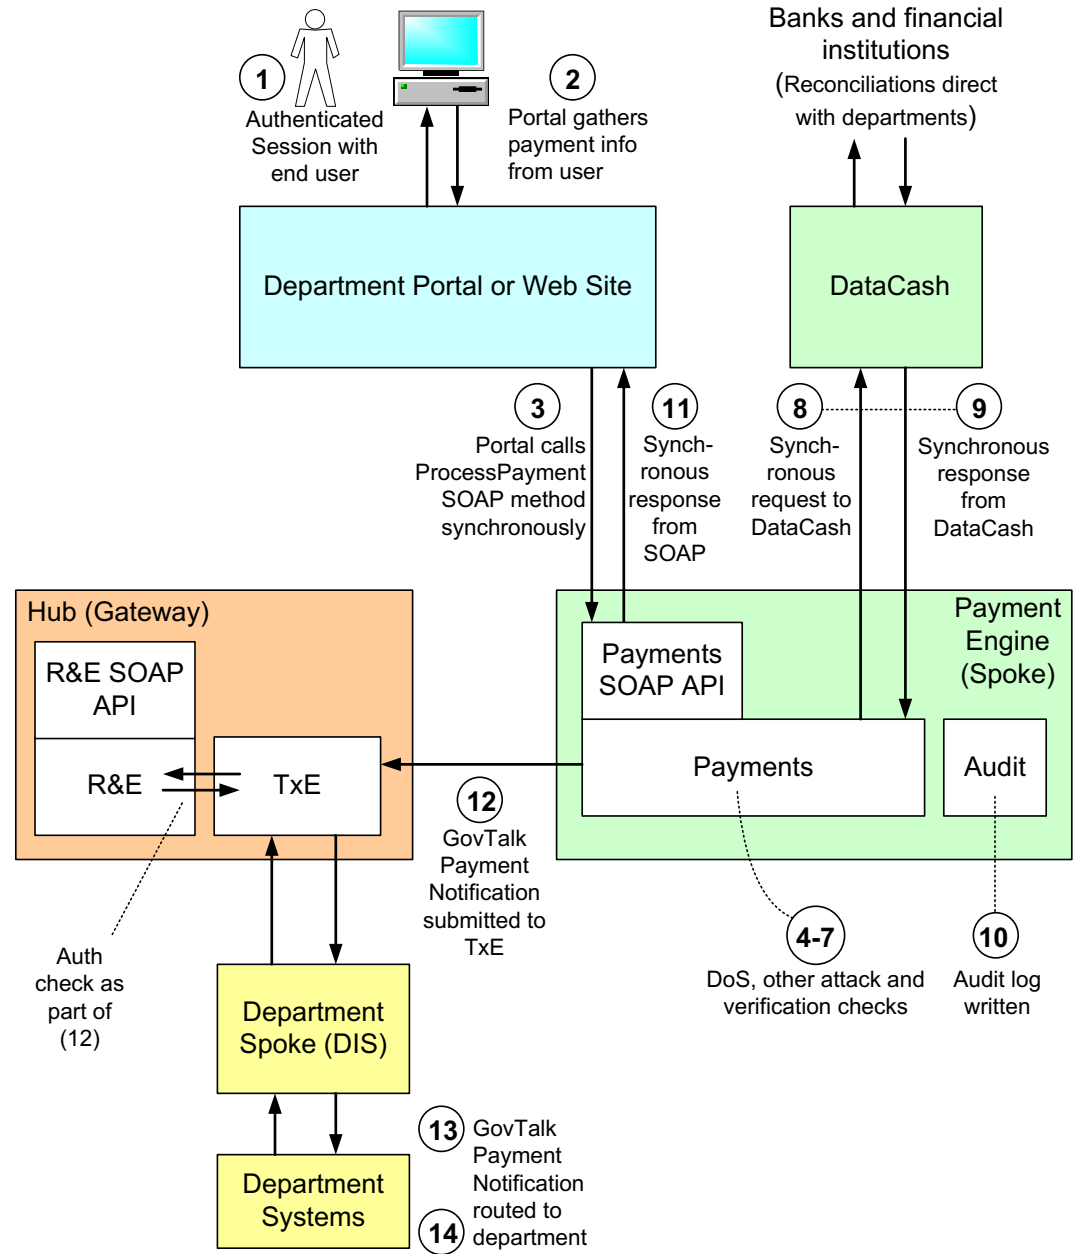 1
Authenticated
Session with
end user
2
Portal gathers
payment info
from user
Banks and financial
institutions
(Reconciliations direct
with departments)
Department Portal or Web Site
DataCash
3
Portal calls
ProcessPayment
SOAP method
synchronously
11
Synch-
ronous
response
from
SOAP
8
Synch-
ronous
request to
DataCash
9
Synchronous
response
from
DataCash
Hub (Gateway)
R&E SOAP
API
R&E
TxE
Payment
Engine
(Spoke)
Payments
SOAP API
Payments
Audit
12
GovTalk
Payment
Notification
submitted to
TxE
4-7
DoS, other attack and
verification checks
10
Audit log
written
Auth
check as
part of
(12)
Department
Spoke (DIS)
Department
Systems
13
14
GovTalk
Payment
Notification
routed to
department